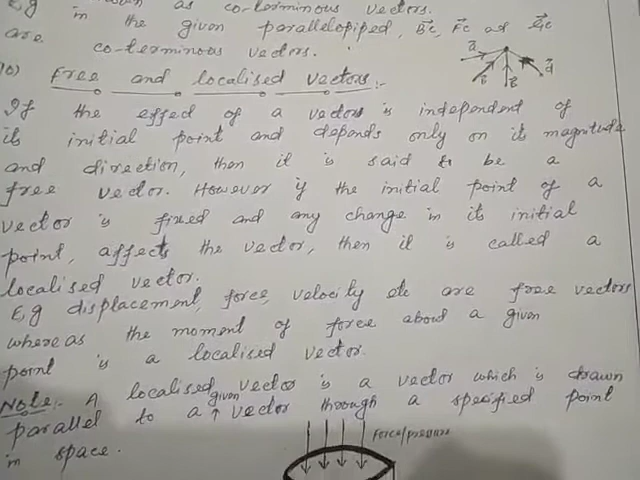 E.g as co-terminous vectors.
in the given parallelopiped, BC, FC ad GC
are co-terminous vectors.
10) Free and localised vectors:-
If the effect of a vectors is independent of
its initial point and depends only on its magnitude
and direction, then it is said to be a
free vector. However if the initial point of a
vector is fixed and any change in its initial
point, affects the vector, then it is called a
localised vector.
E.g displacement, force, velocity etc are free vectors
where as the moment of force about a given
point is a localised vector.
Note:- A localised vector is a vector which is drawn
parallel to a given vector through a specified point
in space.
Force/pressure